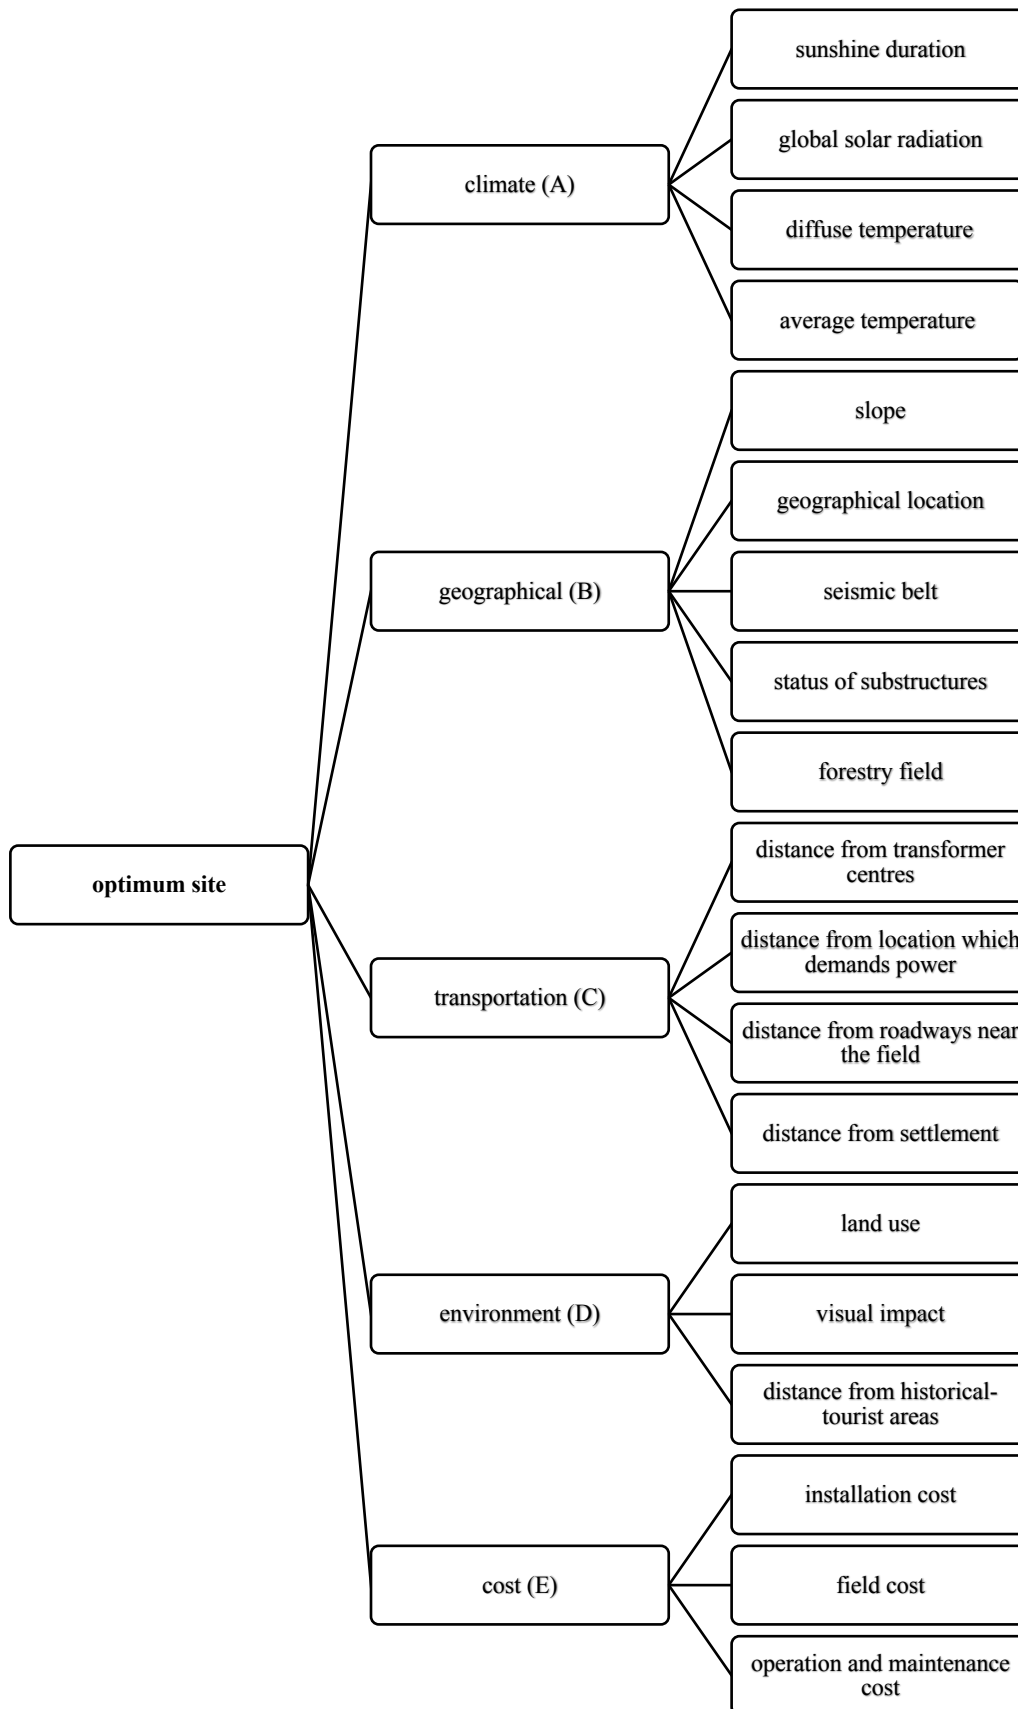 sunshine duration
global solar radiation
climate (A)
diffuse temperature
average temperature
slope
geographical location
geographical (B)
seismic belt
status of substructures
forestry field
optimum site
distance from transformer
centres
distance from location which
demands power
transportation (C)
distance from roadways near
the field
distance from settlement
land use
environment (D)
visual impact
distance from historical-
tourist areas
installation cost
cost (E)
field cost
operation and maintenance
cost